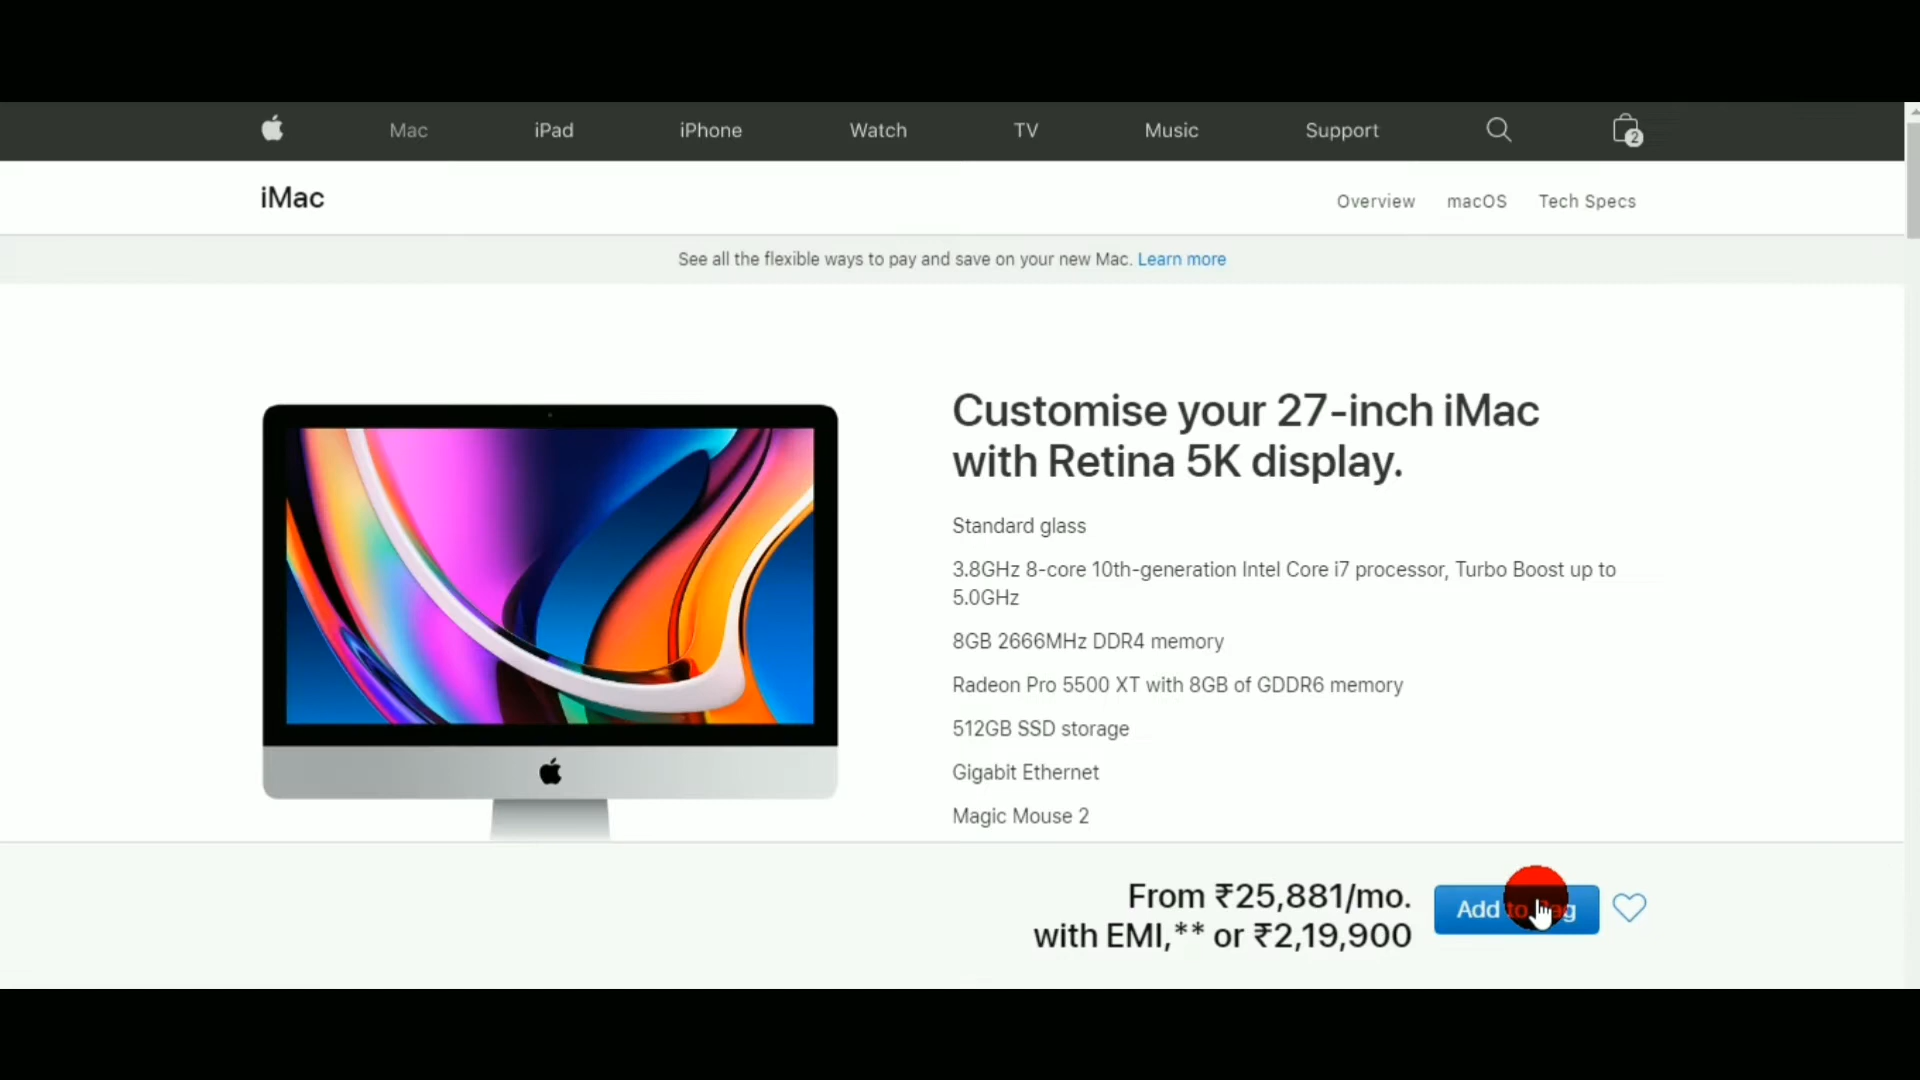 Mac iPad iPhone Watch TV Music Support 2
iMac
Overview macOS Tech Specs
See all the flexible ways to pay and save on your new Mac. Learn more
Customise your 27-inch iMac
with Retina 5K display.
Standard glass
3.8GHz 8-core 10th-generation Intel Core i7 processor, Turbo Boost up to
5.0GHz
8GB 2666MHz DDR4 memory
Radeon Pro 5500 XT with 8GB of GDDR6 memory
512GB SSD storage
Gigabit Ethernet
Magic Mouse 2
From ₹25,881/mo.
with EMI,** or ₹2,19,900
Add to Bag